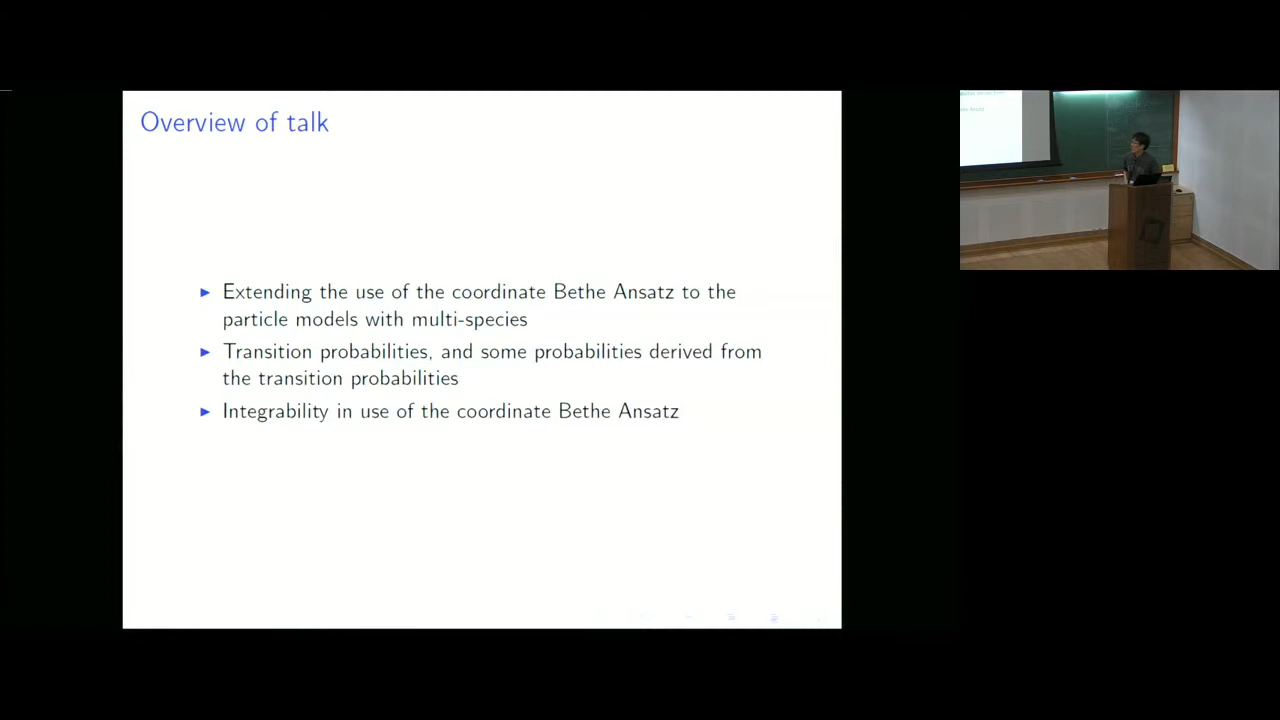 Overview of talk
Extending the use of the coordinate Bethe Ansatz to the
particle models with multi-species
Transition probabilities, and some probabilities derived from
the transition probabilities
Integrability in use of the coordinate Bethe Ansatz